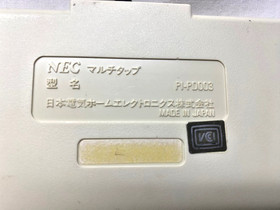 NEC マルチタップ
型名 PI-PD003
日本電気ホームエレクトロニクス株式会社
MADE IN JAPAN
VCI